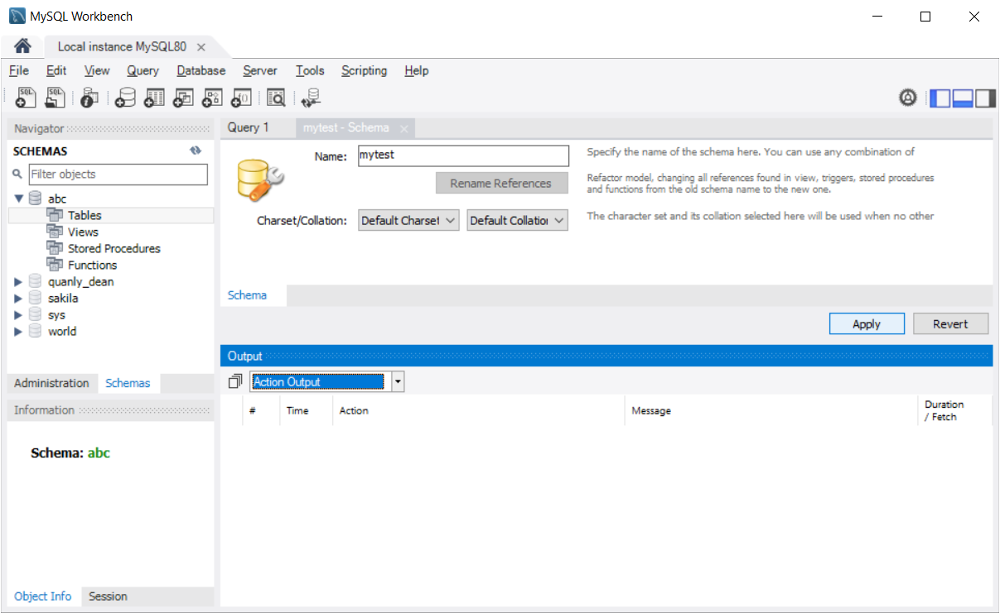 MySQL Workbench
Local instance MySQL80
File Edit View Query Database Server Tools Scripting Help
SQL SQL
Navigator
SCHEMAS
Filter objects
abc
Tables
Views
Stored Procedures
Functions
quanly_dean
sakila
sys
world
Administration Schemas
Information
Schema: abc
Object Info Session
Query 1 mytest - Schema
Name: mytest
Specify the name of the schema here. You can use any combination of
Rename References
Refactor model, changing all references found in view, triggers, stored procedures
and functions from the old schema name to the new one.
Charset/Collation: Default Charset Default Collation
The character set and its collation selected here will be used when no other
Schema
Apply Revert
Output
Action Output
# Time Action Message Duration
/ Fetch